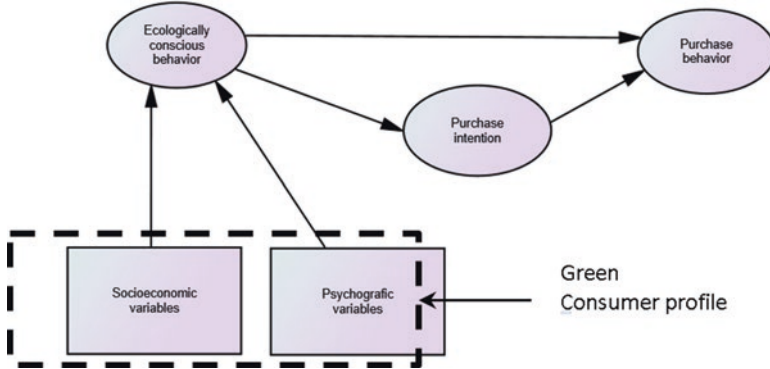 Ecologically
conscious
behavior
Purchase
behavior
Purchase
intention
Socioeconomic
variables
Psychografic
variables
Green
Consumer profile